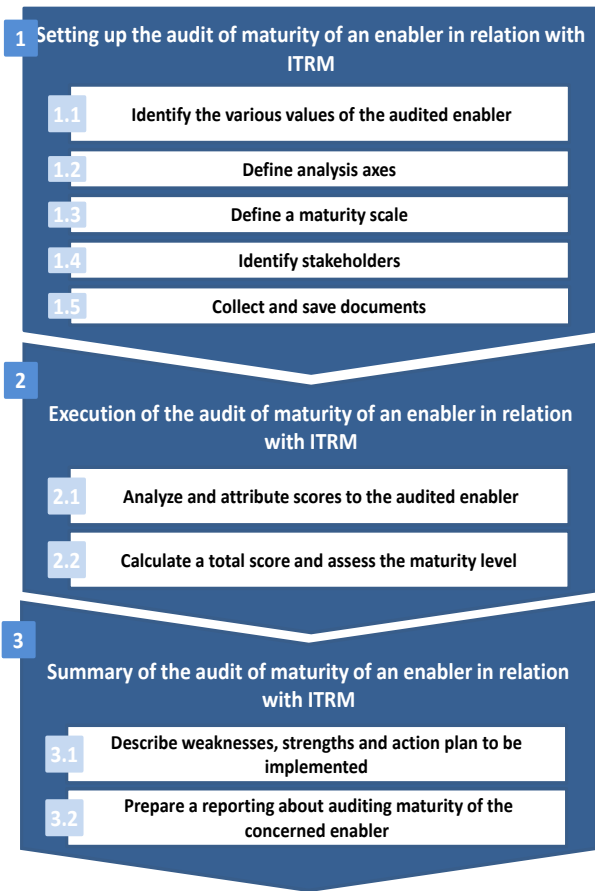 1
Setting up the audit of maturity of an enabler in relation with
ITRM
1.1
Identify the various values of the audited enabler
1.2
Define analysis axes
1.3
Define a maturity scale
1.4
Identify stakeholders
1.5
Collect and save documents
2
Execution of the audit of maturity of an enabler in relation
with ITRM
2.1
Analyze and attribute scores to the audited enabler
2.2
Calculate a total score and assess the maturity level
3
Summary of the audit of maturity of an enabler in relation
with ITRM
3.1
Describe weaknesses, strengths and action plan to be
implemented
3.2
Prepare a reporting about auditing maturity of the
concerned enabler